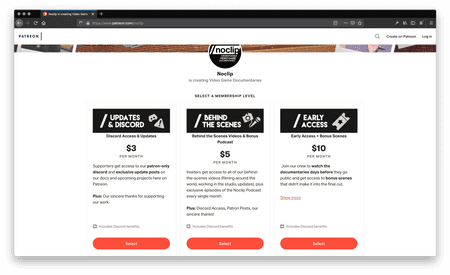 Noclip is creating Video Game
https://www.patreon.com/noclip
PATREON
Create on Patreon
Log in
/noclip
Noclip
is creating Video Game Documentaries
SELECT A MEMBERSHIP LEVEL
UPDATES
& DISCORD
Discord Access & Updates
$3
PER MONTH
Supporters get access to our patron-only
discord and exclusive update posts on
our docs and upcoming projects here on
Patreon.
Plus: Our sincere thanks for supporting
our work.
Includes Discord benefits
Select
BEHIND
THE SCENES
Behind the Scenes Videos & Bonus
Podcast
$5
PER MONTH
Insiders get access to all of our behind-
the-scenes videos (filming around the
world, working in the studio, updates), plus
exclusive episodes of the Noclip Podcast
every single month.
Plus: Discord Access, Patron Posts, our
sincere thanks!
Includes Discord benefits
Select
EARLY
ACCESS
Early Access + Bonus Scenes
$10
PER MONTH
Join our crew to watch the
documentaries days before they go
public and get access to bonus scenes
that didn't make it into the final cut.
Show more
Includes Discord benefits
Select